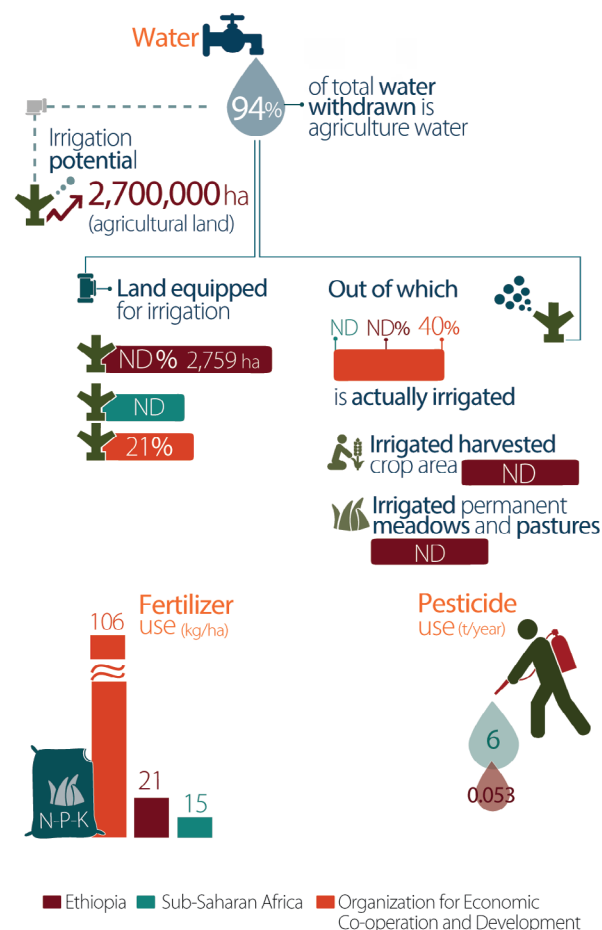 Water
94%
of total water
withdrawn is
agriculture water
Irrigation
potential
2,700,000 ha
(agricultural land)
Land equipped
for irrigation
ND % 2,759 ha
ND
21%
Out of which
ND ND% 40%
is actually irrigated
Irrigated harvested
crop area
ND
Irrigated permanent
meadows and pastures
ND
Fertilizer
use (kg/ha)
106
21
15
N-P-K
Pesticide
use (t/year)
6
0.053
Ethiopia
Sub-Saharan Africa
Organization for Economic
Co-operation and Development